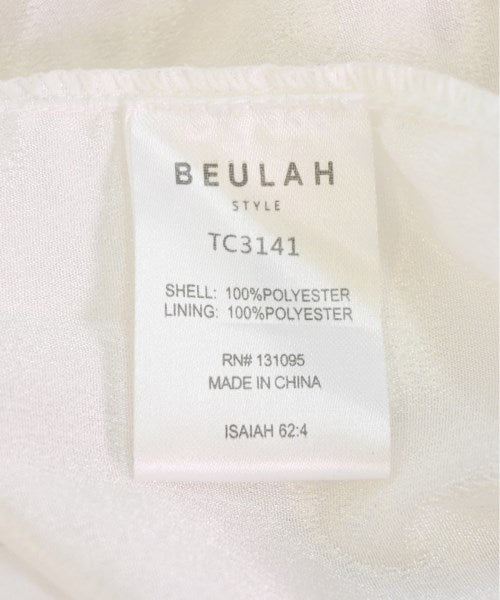 BEULAH
STYLE
TC3141
SHELL: 100%POLYESTER
LINING: 100%POLYESTER
RN# 131095
MADE IN CHINA
ISAIAH 62:4